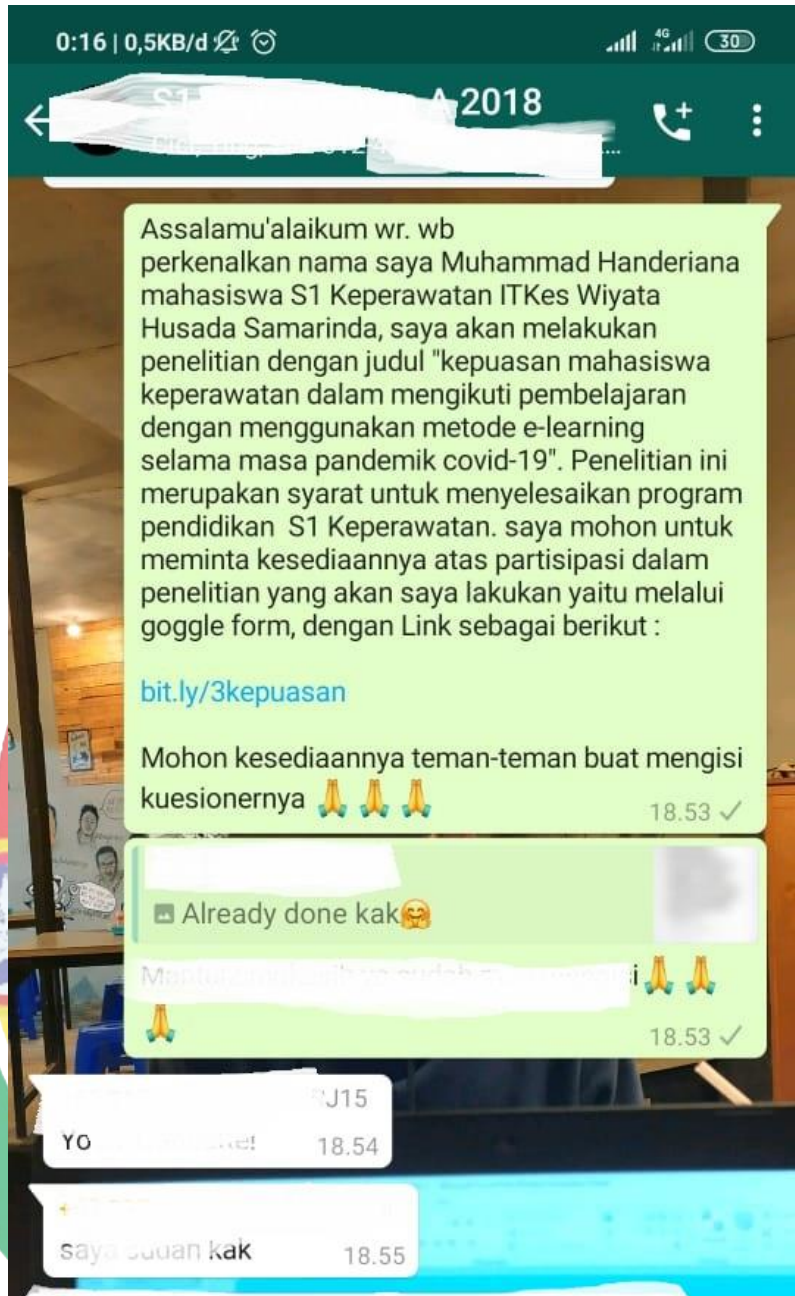 0:16 | 0,5KB/d
4G
30
A 2018
Assalamu'alaikum wr. wb
perkenalkan nama saya Muhammad Handeriana
mahasiswa S1 Keperawatan ITKes Wiyata
Husada Samarinda, saya akan melakukan
penelitian dengan judul "kepuasan mahasiswa
keperawatan dalam mengikuti pembelajaran
dengan menggunakan metode e-learning
selama masa pandemik covid-19". Penelitian ini
merupakan syarat untuk menyelesaikan program
pendidikan S1 Keperawatan. saya mohon untuk
meminta kesediaannya atas partisipasi dalam
penelitian yang akan saya lakukan yaitu melalui
goggle form, dengan Link sebagai berikut :
bit.ly/3kepuasan
Mohon kesediaannya teman-teman buat mengisi
kuesionernya 🙏 🙏 🙏
18.53
Already done kak🤗
🙏 🙏
🙏
18.53
18.54
saya kak
18.55